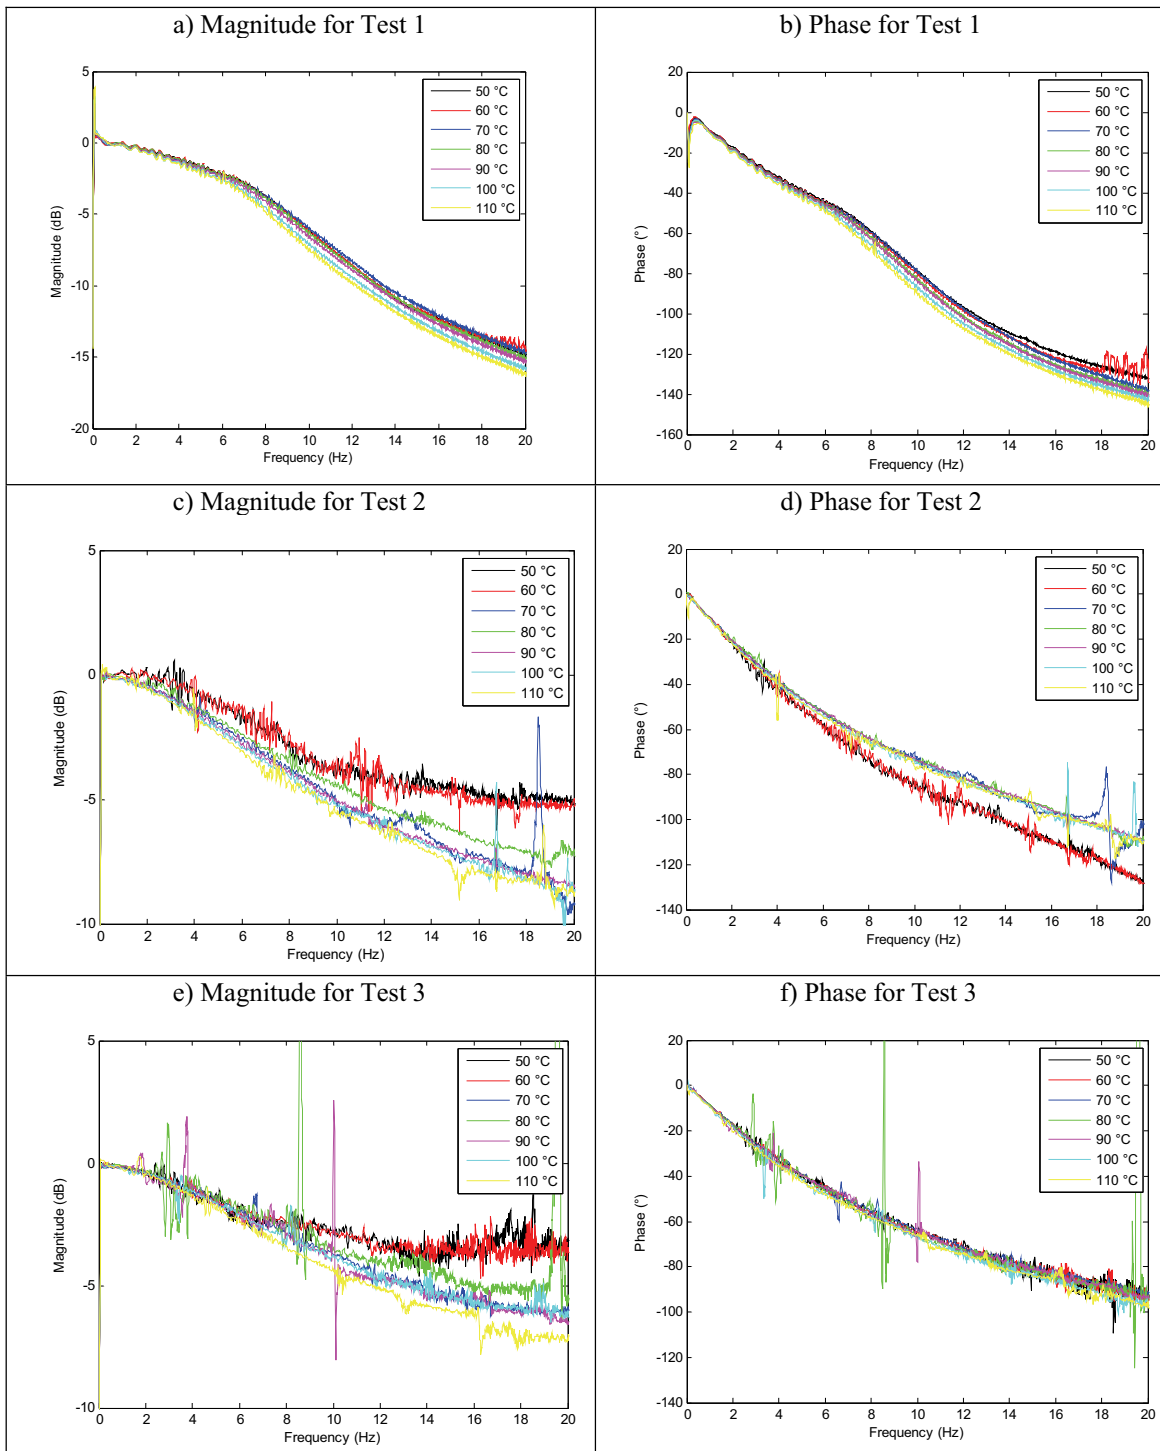 a) Magnitude for Test 1
5
0
-5
-10
-15
-20
Magnitude (dB)
0 2 4 6 8 10 12 14 16 18 20
Frequency (Hz)
50 °C
60 °C
70 °C
80 °C
90 °C
100 °C
110 °C
b) Phase for Test 1
20
0
-20
-40
-60
-80
-100
-120
-140
-160
Phase (°)
0 2 4 6 8 10 12 14 16 18 20
Frequency (Hz)
50 °C
60 °C
70 °C
80 °C
90 °C
100 °C
110 °C
c) Magnitude for Test 2
5
0
-5
-10
Magnitude (dB)
0 2 4 6 8 10 12 14 16 18 20
Frequency (Hz)
50 °C
60 °C
70 °C
80 °C
90 °C
100 °C
110 °C
d) Phase for Test 2
20
0
-20
-40
-60
-80
-100
-120
-140
Phase (°)
0 2 4 6 8 10 12 14 16 18 20
Frequency (Hz)
50 °C
60 °C
70 °C
80 °C
90 °C
100 °C
110 °C
e) Magnitude for Test 3
5
0
-5
-10
Magnitude (dB)
0 2 4 6 8 10 12 14 16 18 20
Frequency (Hz)
50 °C
60 °C
70 °C
80 °C
90 °C
100 °C
110 °C
f) Phase for Test 3
20
0
-20
-40
-60
-80
-100
-120
-140
Phase (°)
0 2 4 6 8 10 12 14 16 18 20
Frequency (Hz)
50 °C
60 °C
70 °C
80 °C
90 °C
100 °C
110 °C